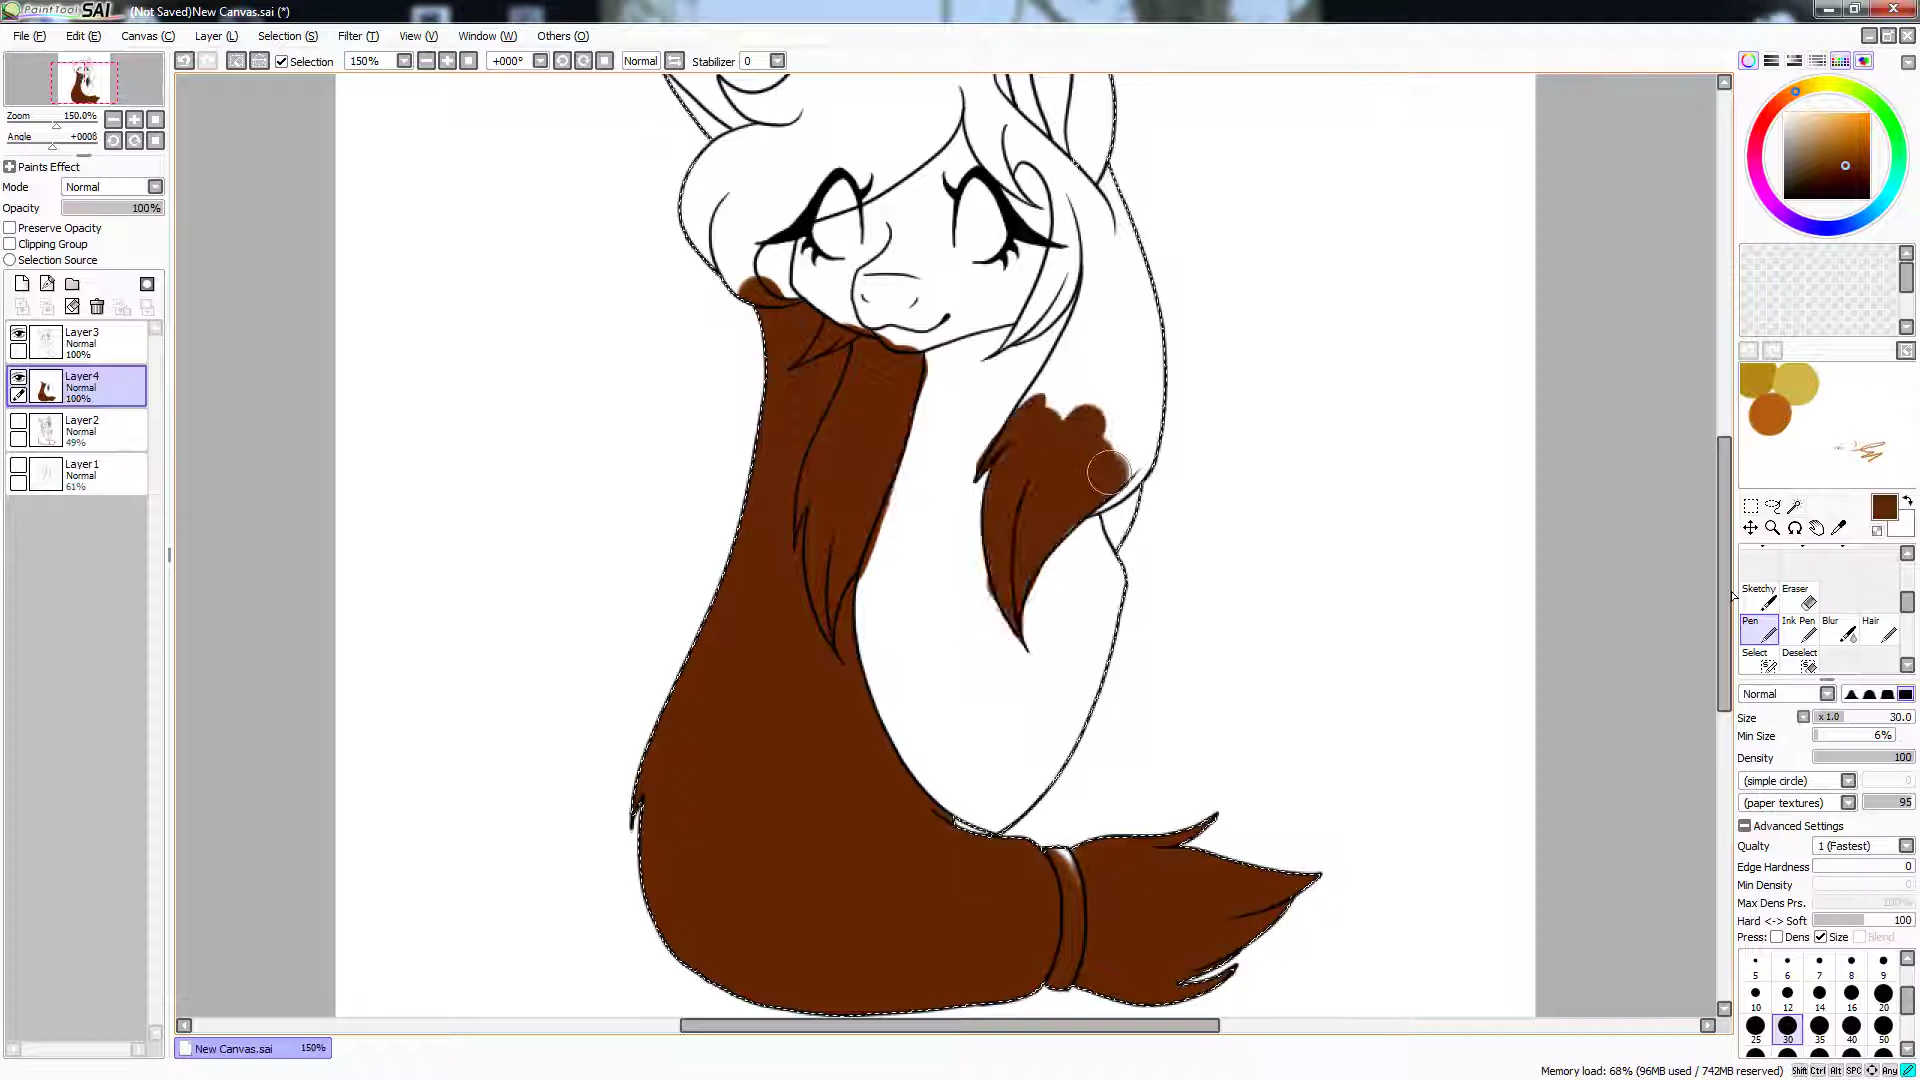 PaintTool SAI (Not Saved)New Canvas.sai (*)
File (F) Edit (E) Canvas (C) Layer (L) Selection (S) Filter (T) View (V) Window (W) Others (O)
Selection 150% +000° Normal Stabilizer 0
Zoom 150.0%
Angle +000ß
Paints Effect
Mode Normal
Opacity 100%
Preserve Opacity
Clipping Group
Selection Source
Layer3
Normal
100%
Layer4
Normal
100%
Layer2
Normal
49%
Layer1
Normal
61%
Sketchy Eraser
Pen Ink Pen Blur Hair
Select Deselect
Normal
Size x 1.0 30.0
Min Size 6%
Density 100
(simple circle) 0
(paper textures) 95
Advanced Settings
Qualty 1 (Fastest)
Edge Hardness 0
Min Density 0
Max Dens Prs. 100%
Hard <-> Soft 100
Press: Dens Size Blend
5 6 7 8 9
10 12 14 16 20
25 30 35 40 50
New Canvas.sai 150%
Memory load: 68% (96MB used / 742MB reserved) Shift Ctrl Alt SPC Any